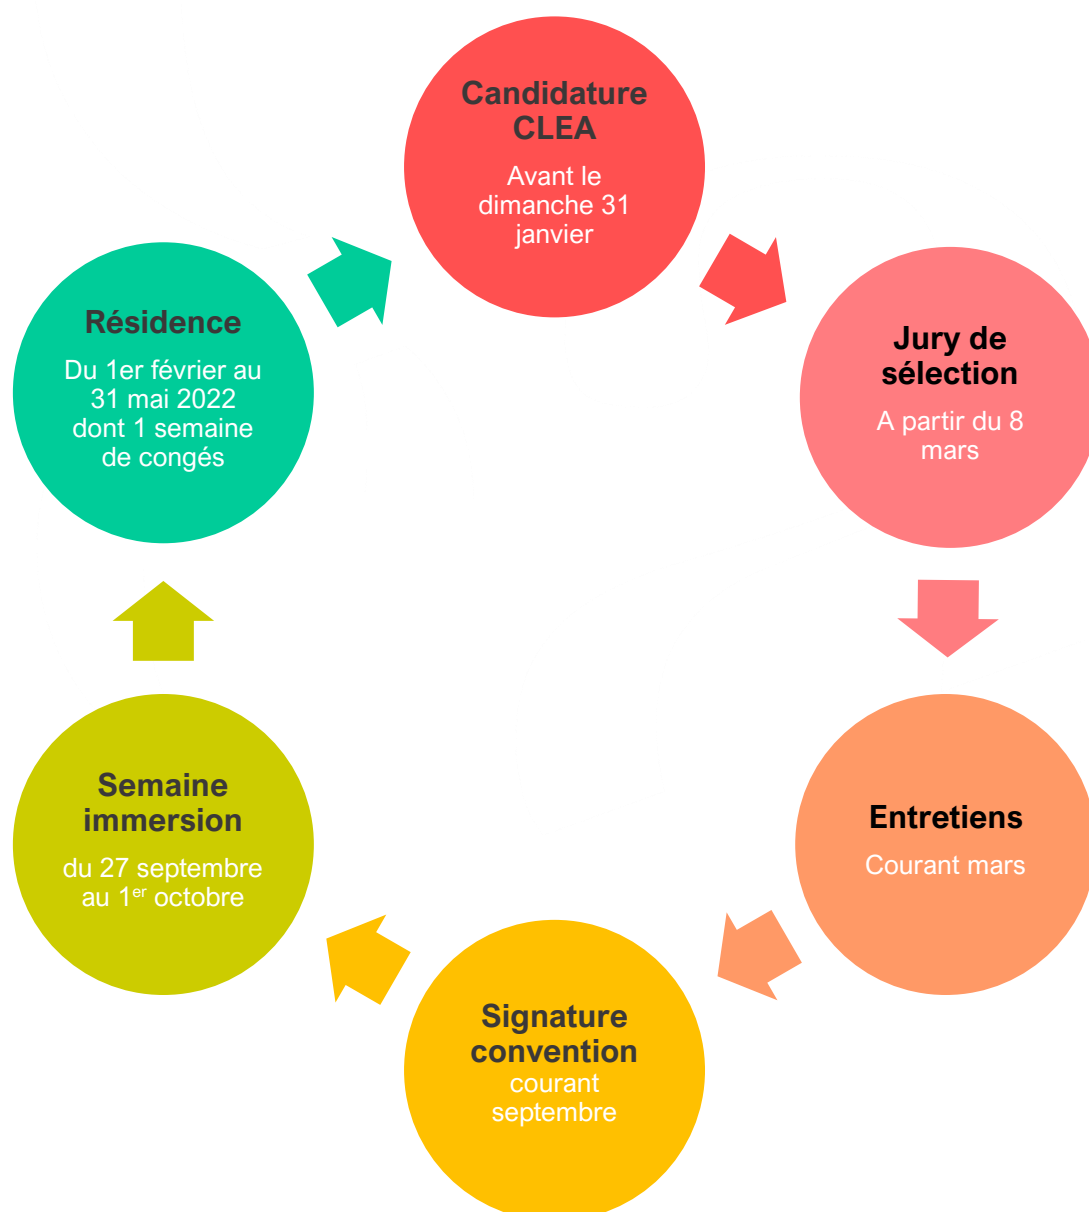 Candidature
CLEA
Avant le
dimanche 31
janvier
Jury de
sélection
A partir du 8
mars
Entretiens
Courant mars
Signature
convention
courant
septembre
Semaine
immersion
du 27 septembre
au 1er octobre
Résidence
Du 1er février au
31 mai 2022
dont 1 semaine
de congés